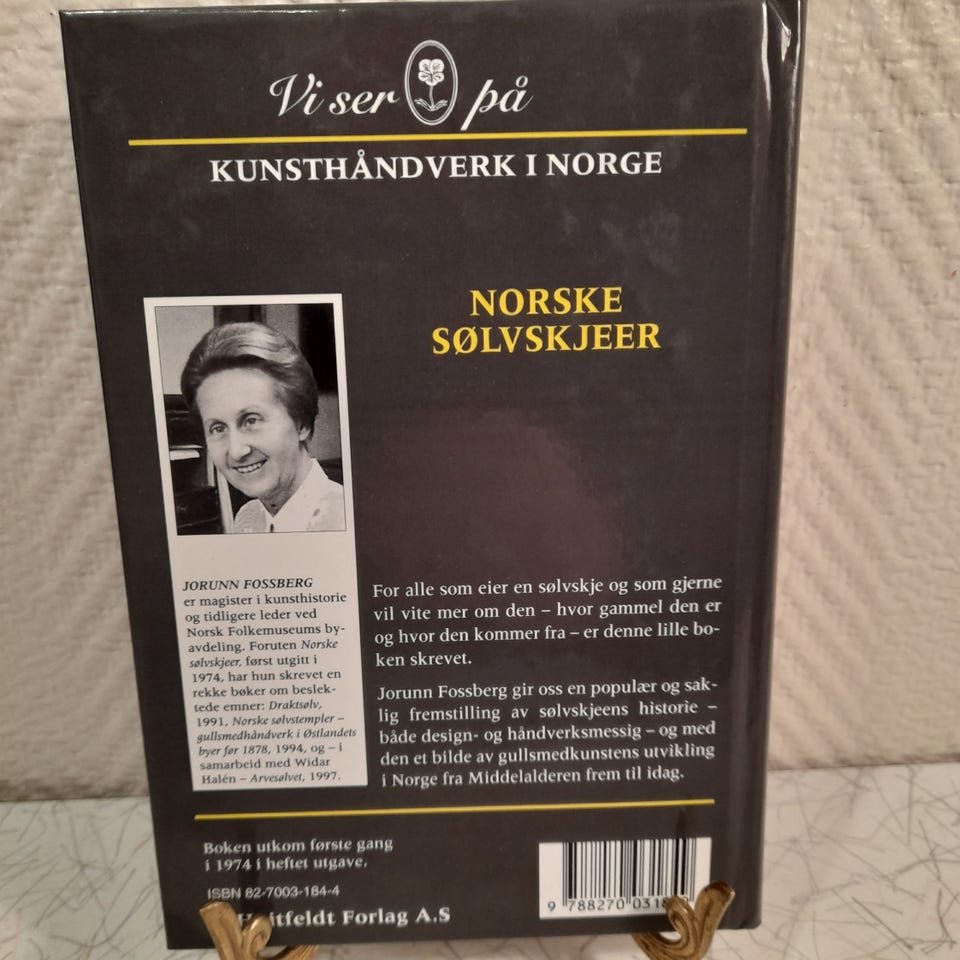 Vi ser på
KUNSTHÅNDVERK I NORGE
NORSKE
SØLVSKJEER
JORUNN FOSSBERG
er magister i kunsthistorie
og tidligere leder ved
Norsk Folkemuseums by-
avdeling. Foruten Norske
sølvskjeer, først utgitt i
1974, har hun skrevet en
rekke bøker om beslek-
tede emner: Draktsølv,
1991, Norske sølvstempler –
gullsmedhåndverk i Østlandets
byer før 1878, 1994, og – i
samarbeid med Widar
Halén – Arvesølvet, 1997.
For alle som eier en sølvskje og som gjerne
vil vite mer om den – hvor gammel den er
og hvor den kommer fra – er denne lille bo-
ken skrevet.
Jorunn Fossberg gir oss en populær og sak-
lig fremstilling av sølvskjeens historie –
både design- og håndverksmessig – og med
den et bilde av gullsmedkunstens utvikling
i Norge fra Middelalderen frem til idag.
Boken utkom første gang
i 1974 i heftet utgave.
ISBN 82-7003-184-4
Forlag A.S
9 788270 031